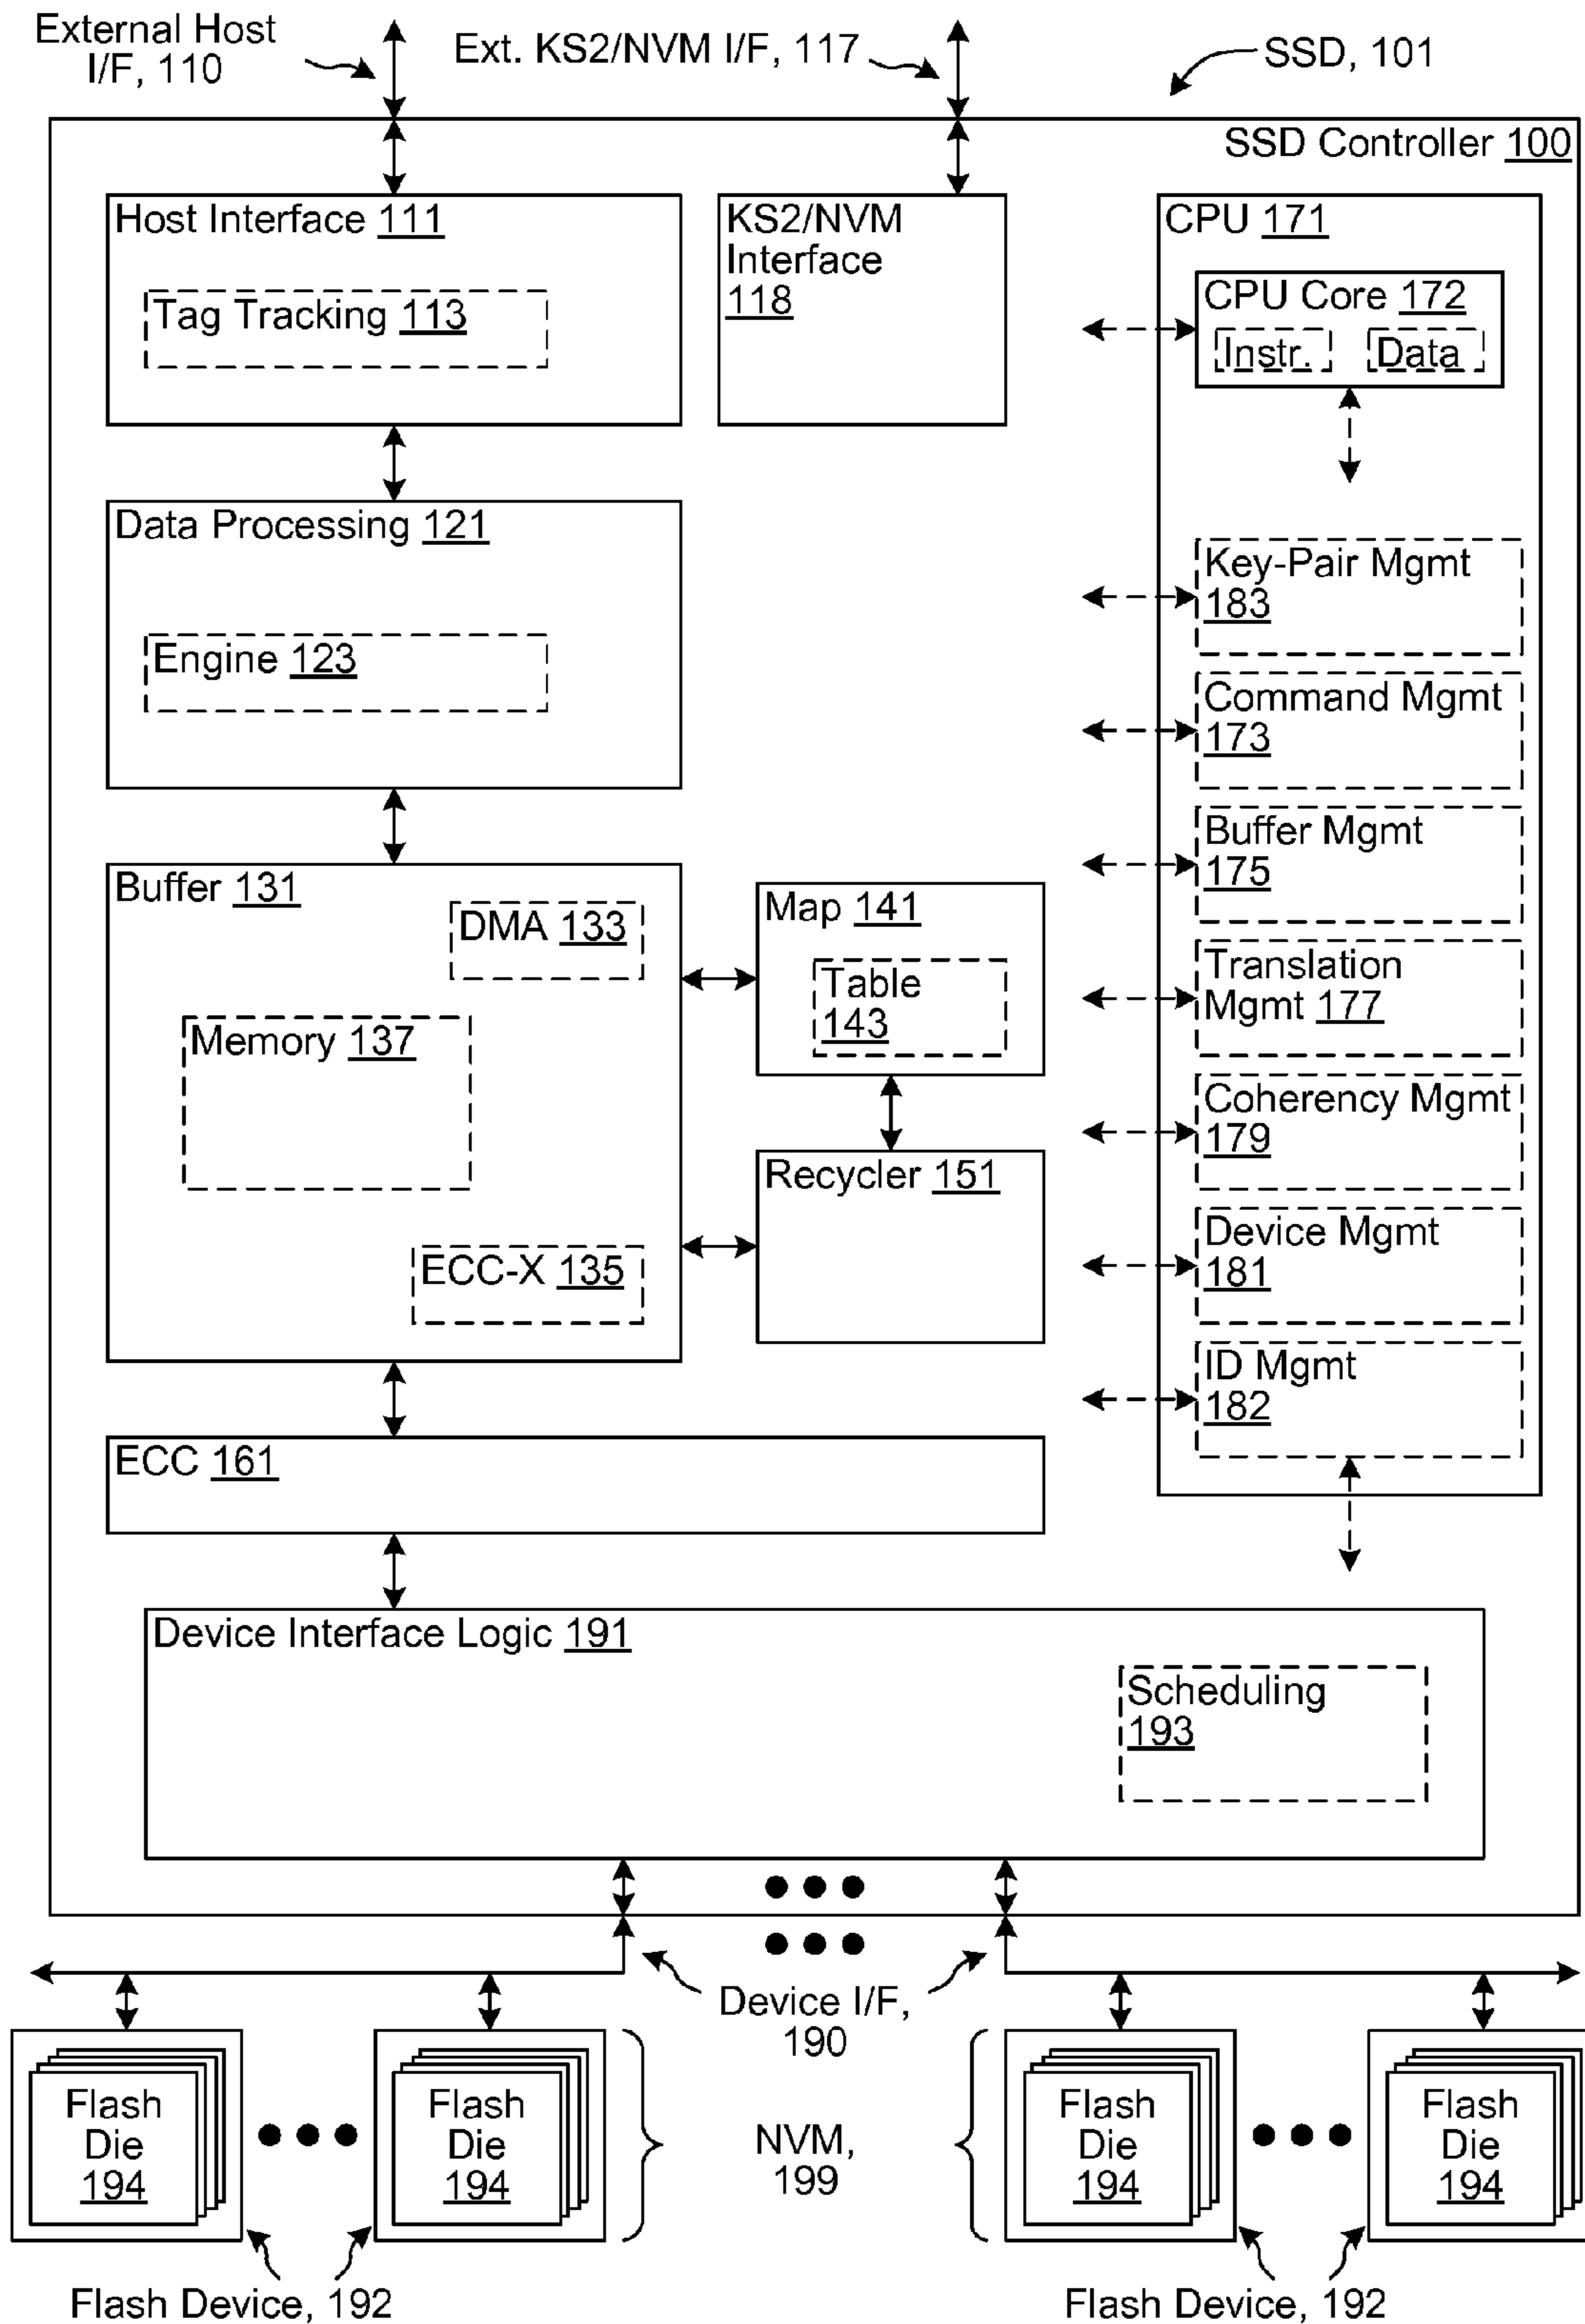 External Host
I/F, 110
Ext. KS2/NVM I/F, 117
SSD, 101
SSD Controller 100
Host Interface 111
Tag Tracking 113
KS2/NVM
Interface
118
CPU 171
CPU Core 172
Instr.
Data
Data Processing 121
Engine 123
Key-Pair Mgmt
183
Command Mgmt
173
Buffer Mgmt
175
Translation
Mgmt 177
Coherency Mgmt
179
Device Mgmt
181
ID Mgmt
182
Buffer 131
DMA 133
Memory 137
ECC-X 135
Map 141
Table
143
Recycler 151
ECC 161
Device Interface Logic 191
Scheduling
193
Device I/F,
190
Flash
Die
194
Flash
Die
194
NVM,
199
Flash
Die
194
Flash
Die
194
Flash Device, 192
Flash Device, 192